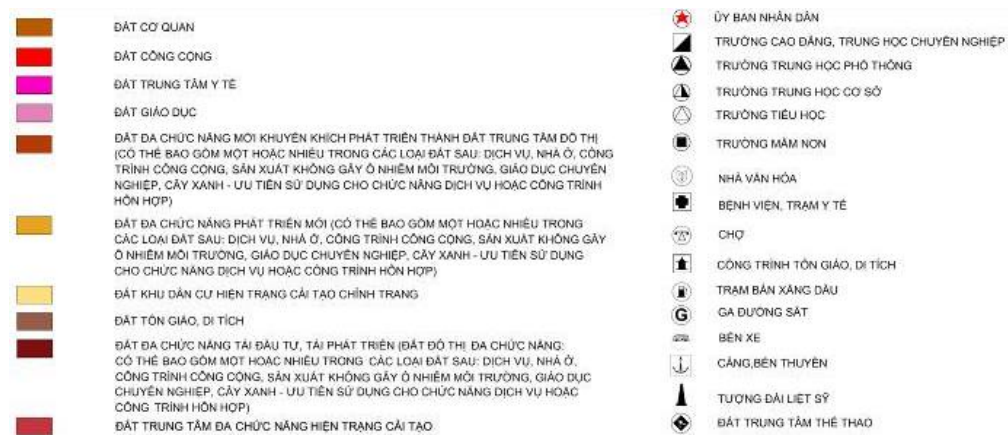 ĐẤT CƠ QUAN
ĐẤT CÔNG CỘNG
ĐẤT TRUNG TÂM Y TẾ
ĐẤT GIÁO DỤC
ĐẤT ĐA CHỨC NĂNG MỚI KHUYẾN KHÍCH PHÁT TRIỂN THÀNH ĐẤT TRUNG TÂM ĐÔ THỊ
(CÓ THỂ BAO GỒM MỘT HOẶC NHIỀU TRONG CÁC LOẠI ĐẤT SAU: DỊCH VỤ, NHÀ Ở, CÔNG
TRÌNH CÔNG CỘNG, SẢN XUẤT KHÔNG GÂY Ô NHIỄM MÔI TRƯỜNG, GIÁO DỤC CHUYÊN
NGHIỆP, CÂY XANH - ƯU TIÊN SỬ DỤNG CHO CHỨC NĂNG DỊCH VỤ HOẶC CÔNG TRÌNH
HỖN HỢP)
ĐẤT ĐA CHỨC NĂNG PHÁT TRIỂN MỚI (CÓ THỂ BAO GỒM MỘT HOẶC NHIỀU TRONG
CÁC LOẠI ĐẤT SAU: DỊCH VỤ, NHÀ Ở, CÔNG TRÌNH CÔNG CỘNG, SẢN XUẤT KHÔNG GÂY
Ô NHIỄM MÔI TRƯỜNG, GIÁO DỤC CHUYÊN NGHIỆP, CÂY XANH - ƯU TIÊN SỬ DỤNG
CHO CHỨC NĂNG DỊCH VỤ HOẶC CÔNG TRÌNH HỖN HỢP)
ĐẤT KHU DÂN CƯ HIỆN TRẠNG CẢI TẠO CHỈNH TRANG
ĐẤT TÔN GIÁO, DI TÍCH
ĐẤT ĐA CHỨC NĂNG TÁI ĐẦU TƯ, TÁI PHÁT TRIỂN (ĐẤT ĐÔ THỊ ĐA CHỨC NĂNG:
CÓ THỂ BAO GỒM MỘT HOẶC NHIỀU TRONG CÁC LOẠI ĐẤT SAU: DỊCH VỤ, NHÀ Ở,
CÔNG TRÌNH CÔNG CỘNG, SẢN XUẤT KHÔNG GÂY Ô NHIỄM MÔI TRƯỜNG, GIÁO DỤC
CHUYÊN NGHIỆP, CÂY XANH - ƯU TIÊN SỬ DỤNG CHO CHỨC NĂNG DỊCH VỤ HOẶC
CÔNG TRÌNH HỖN HỢP)
ĐẤT TRUNG TÂM ĐA CHỨC NĂNG HIỆN TRẠNG CẢI TẠO
ỦY BAN NHÂN DÂN
TRƯỜNG CAO ĐẲNG, TRUNG HỌC CHUYÊN NGHIỆP
TRƯỜNG TRUNG HỌC PHỔ THÔNG
TRƯỜNG TRUNG HỌC CƠ SỞ
TRƯỜNG TIỂU HỌC
TRƯỜNG MẦM NON
NHÀ VĂN HÓA
BỆNH VIỆN, TRẠM Y TẾ
CHỢ
CÔNG TRÌNH TÔN GIÁO, DI TÍCH
TRẠM BÁN XĂNG DẦU
G GA ĐƯỜNG SẮT
BẾN XE
CẢNG,BẾN THUYỀN
TƯỢNG ĐÀI LIỆT SỸ
ĐẤT TRUNG TÂM THỂ THAO